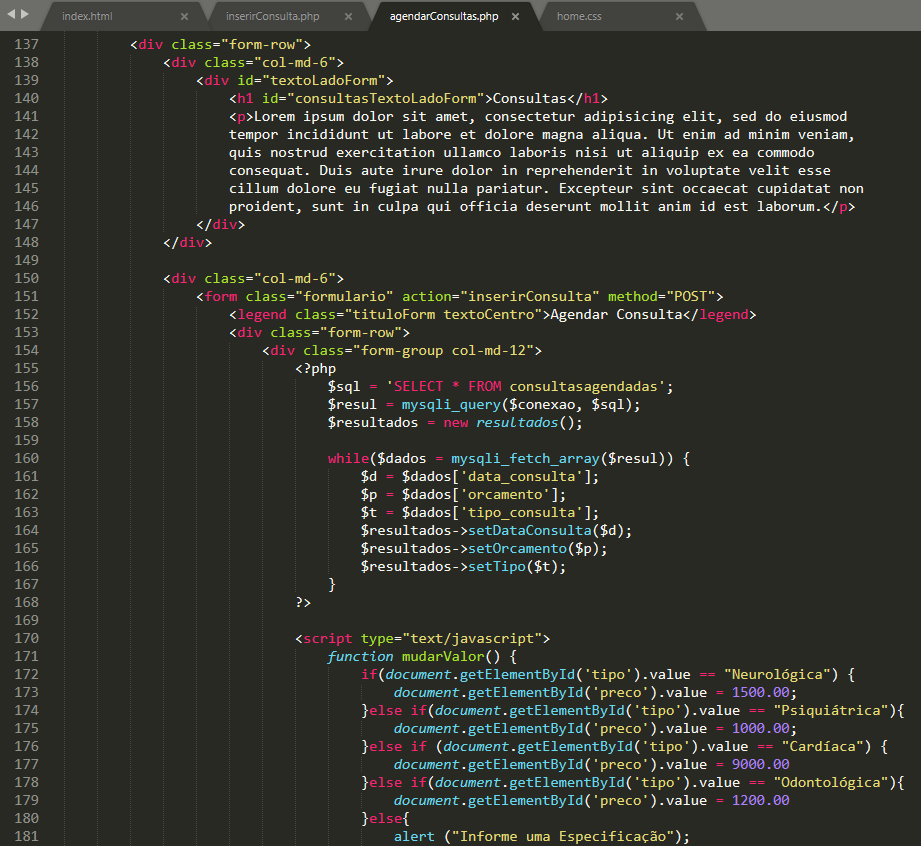 index.html × inserirConsulta.php × agendarConsultas.php × home.css ×
137 <div class="form-row">
138 <div class="col-md-6">
139 <div id="textoLadoForm">
140 <h1 id="consultasTextoLadoForm">Consultas</h1>
141 <p>Lorem ipsum dolor sit amet, consectetur adipisicing elit, sed do eiusmod
142 tempor incididunt ut labore et dolore magna aliqua. Ut enim ad minim veniam,
143 quis nostrud exercitation ullamco laboris nisi ut aliquip ex ea commodo
144 consequat. Duis aute irure dolor in reprehenderit in voluptate velit esse
145 cillum dolore eu fugiat nulla pariatur. Excepteur sint occaecat cupidatat non
146 proident, sunt in culpa qui officia deserunt mollit anim id est laborum.</p>
147 </div>
148 </div>
149
150 <div class="col-md-6">
151 <form class="formulario" action="inserirConsulta" method="POST">
152 <legend class="tituloForm textoCentro">Agendar Consulta</legend>
153 <div class="form-row">
154 <div class="form-group col-md-12">
155 <?php
156 $sql = 'SELECT * FROM consultasagendadas';
157 $resul = mysqli_query($conexao, $sql);
158 $resultados = new resultados();
159
160 while($dados = mysqli_fetch_array($resul)) {
161 $d = $dados['data_consulta'];
162 $p = $dados['orcamento'];
163 $t = $dados['tipo_consulta'];
164 $resultados->setDataConsulta($d);
165 $resultados->setOrcamento($p);
166 $resultados->setTipo($t);
167 }
168 ?>
169
170 <script type="text/javascript">
171 function mudarValor() {
172 if(document.getElementById('tipo').value == "Neurológica") {
173 document.getElementById('preco').value = 1500.00;
174 }else if(document.getElementById('tipo').value == "Psiquiátrica"){
175 document.getElementById('preco').value = 1000.00;
176 }else if (document.getElementById('tipo').value == "Cardíaca") {
177 document.getElementById('preco').value = 9000.00
178 }else if(document.getElementById('tipo').value == "Odontológica"){
179 document.getElementById('preco').value = 1200.00
180 }else{
181 alert ("Informe uma Especificação");